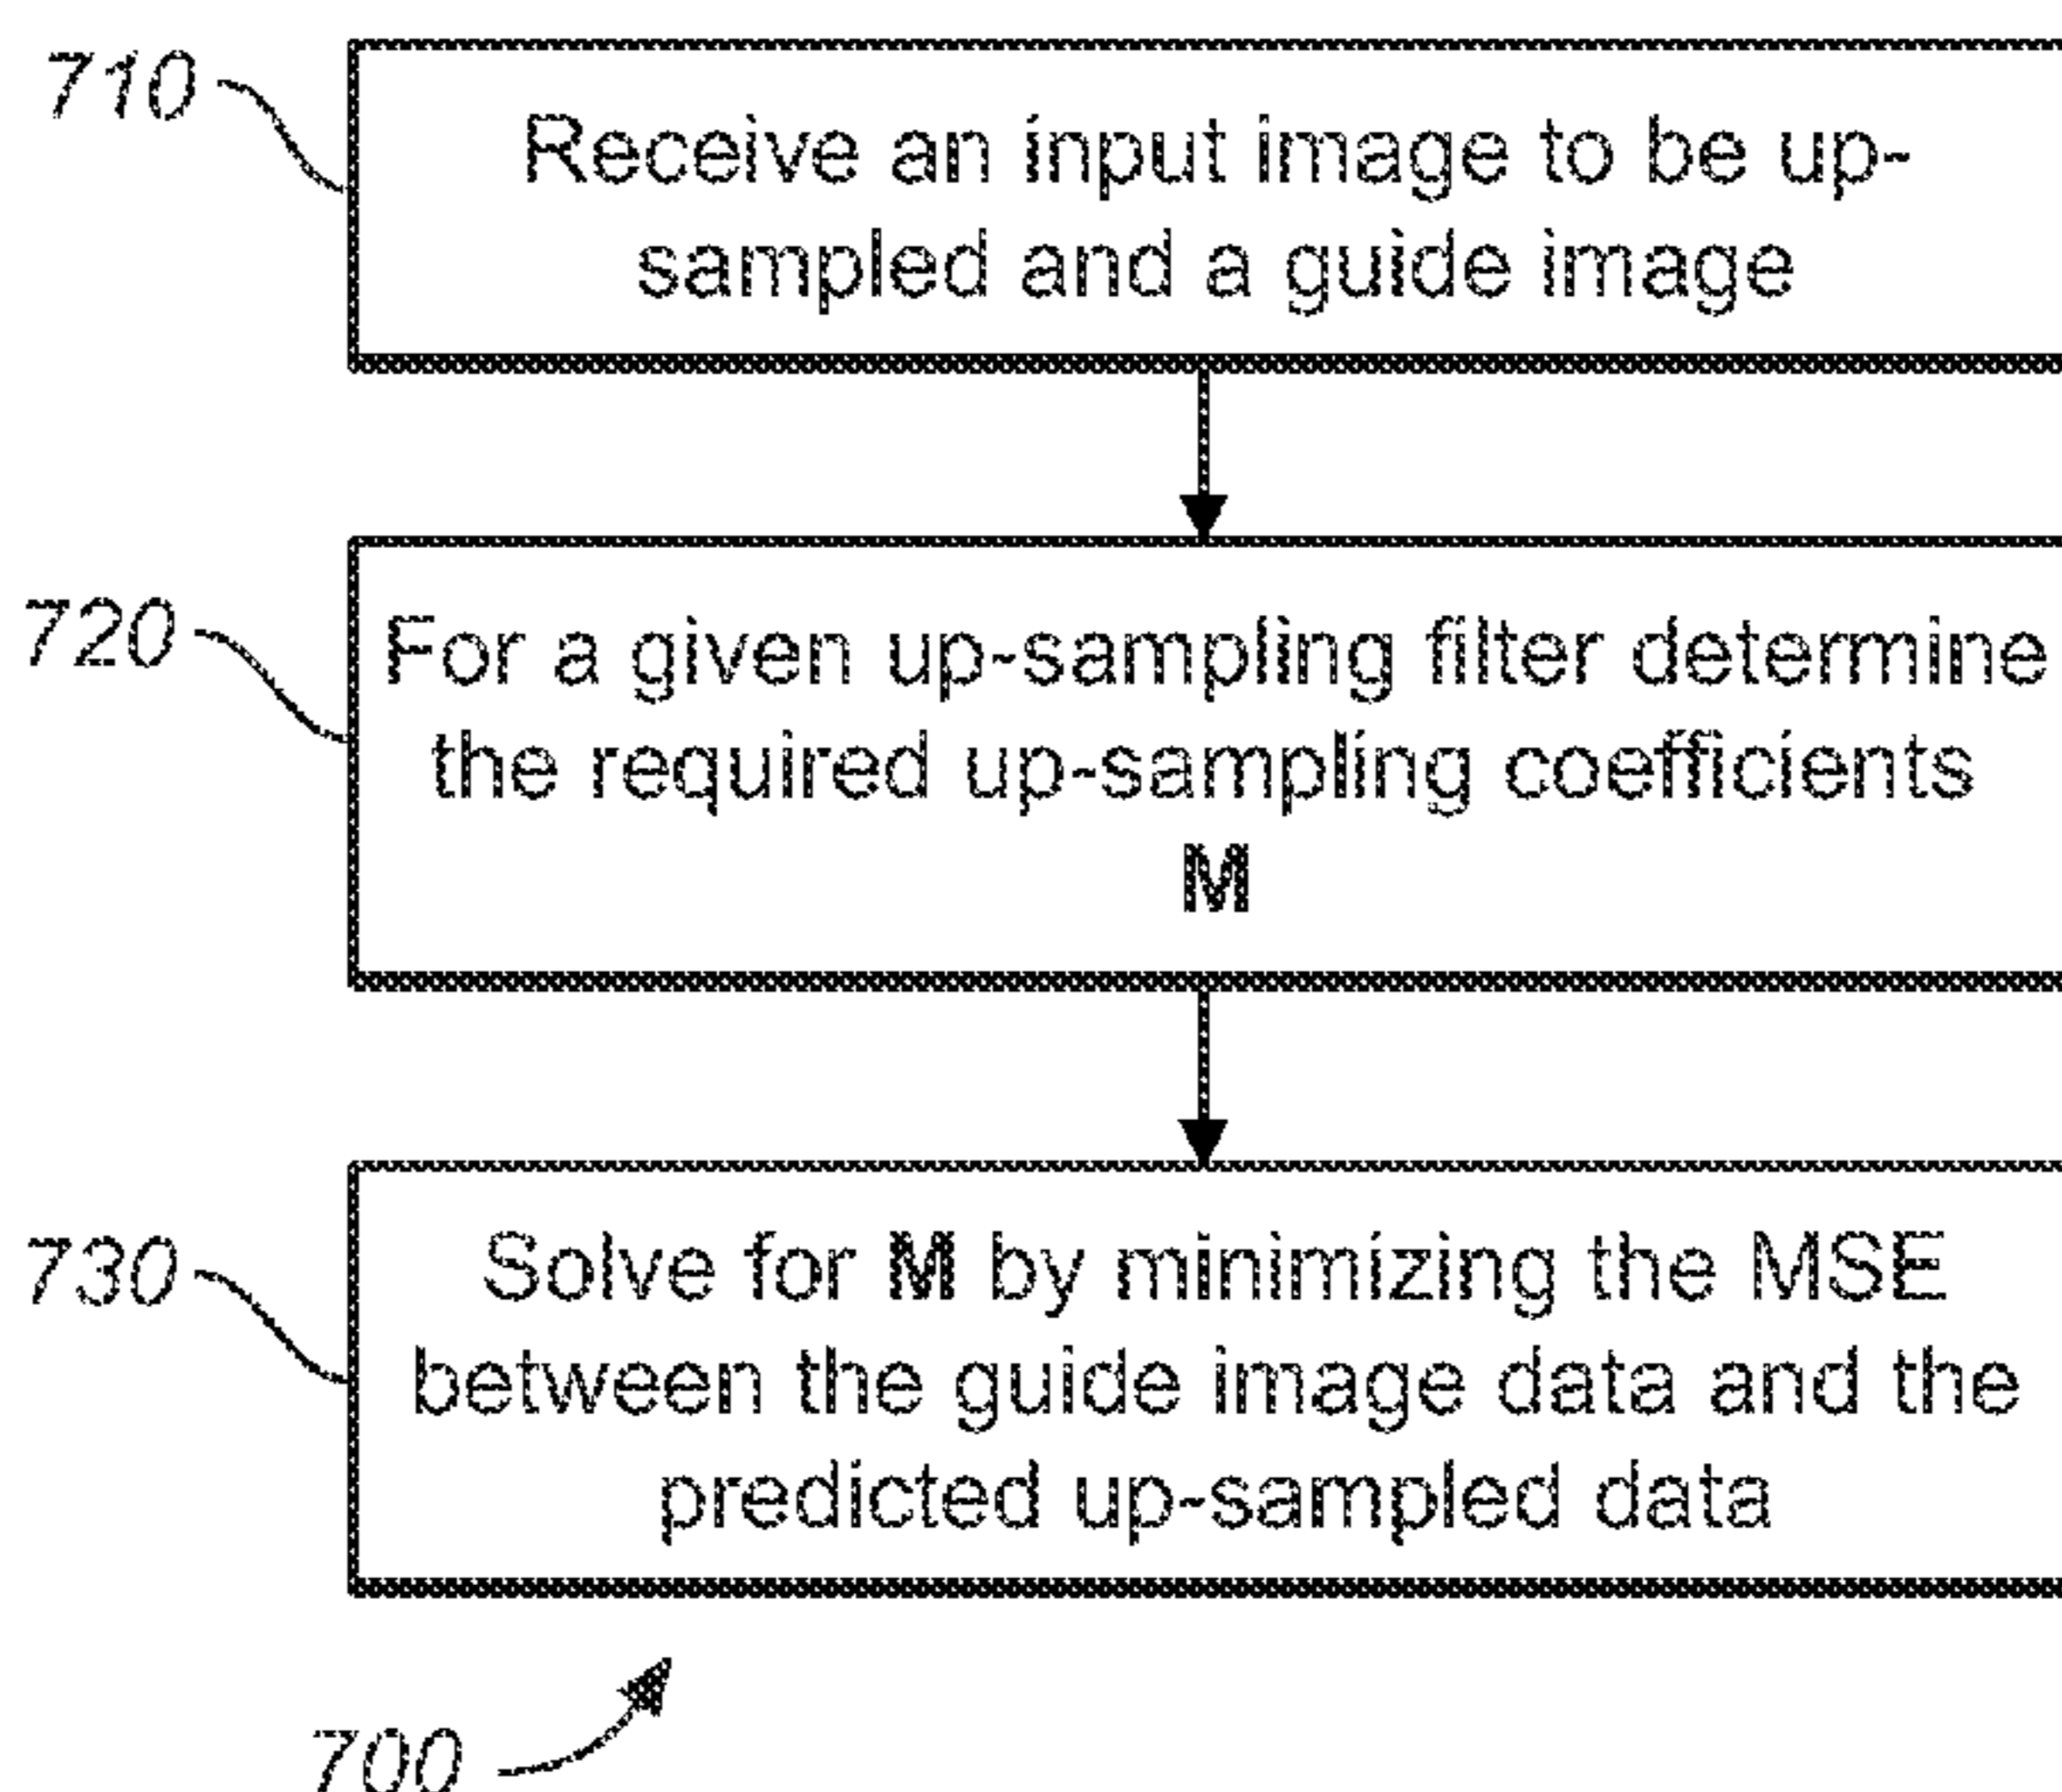 710
Receive an input image to be up-
sampled and a guide image
720
For a given up-sampling filter determine
the required up-sampling coefficients
M
730
Solve for M by minimizing the MSE
between the guide image data and the
predicted up-sampled data
700